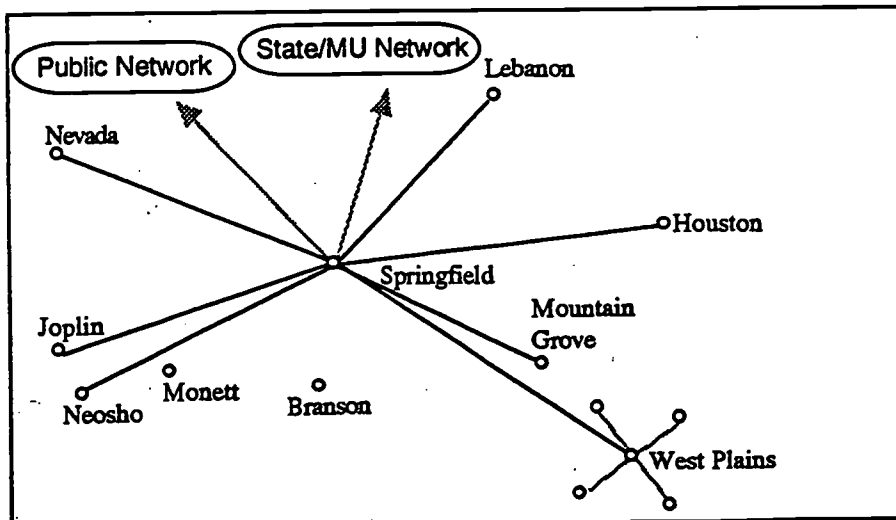 State/MU Network
Public Network
Lebanon
Nevada
Houston
Springfield
Mountain
Grove
Joplin
Monett
Branson
Neosho
West Plains